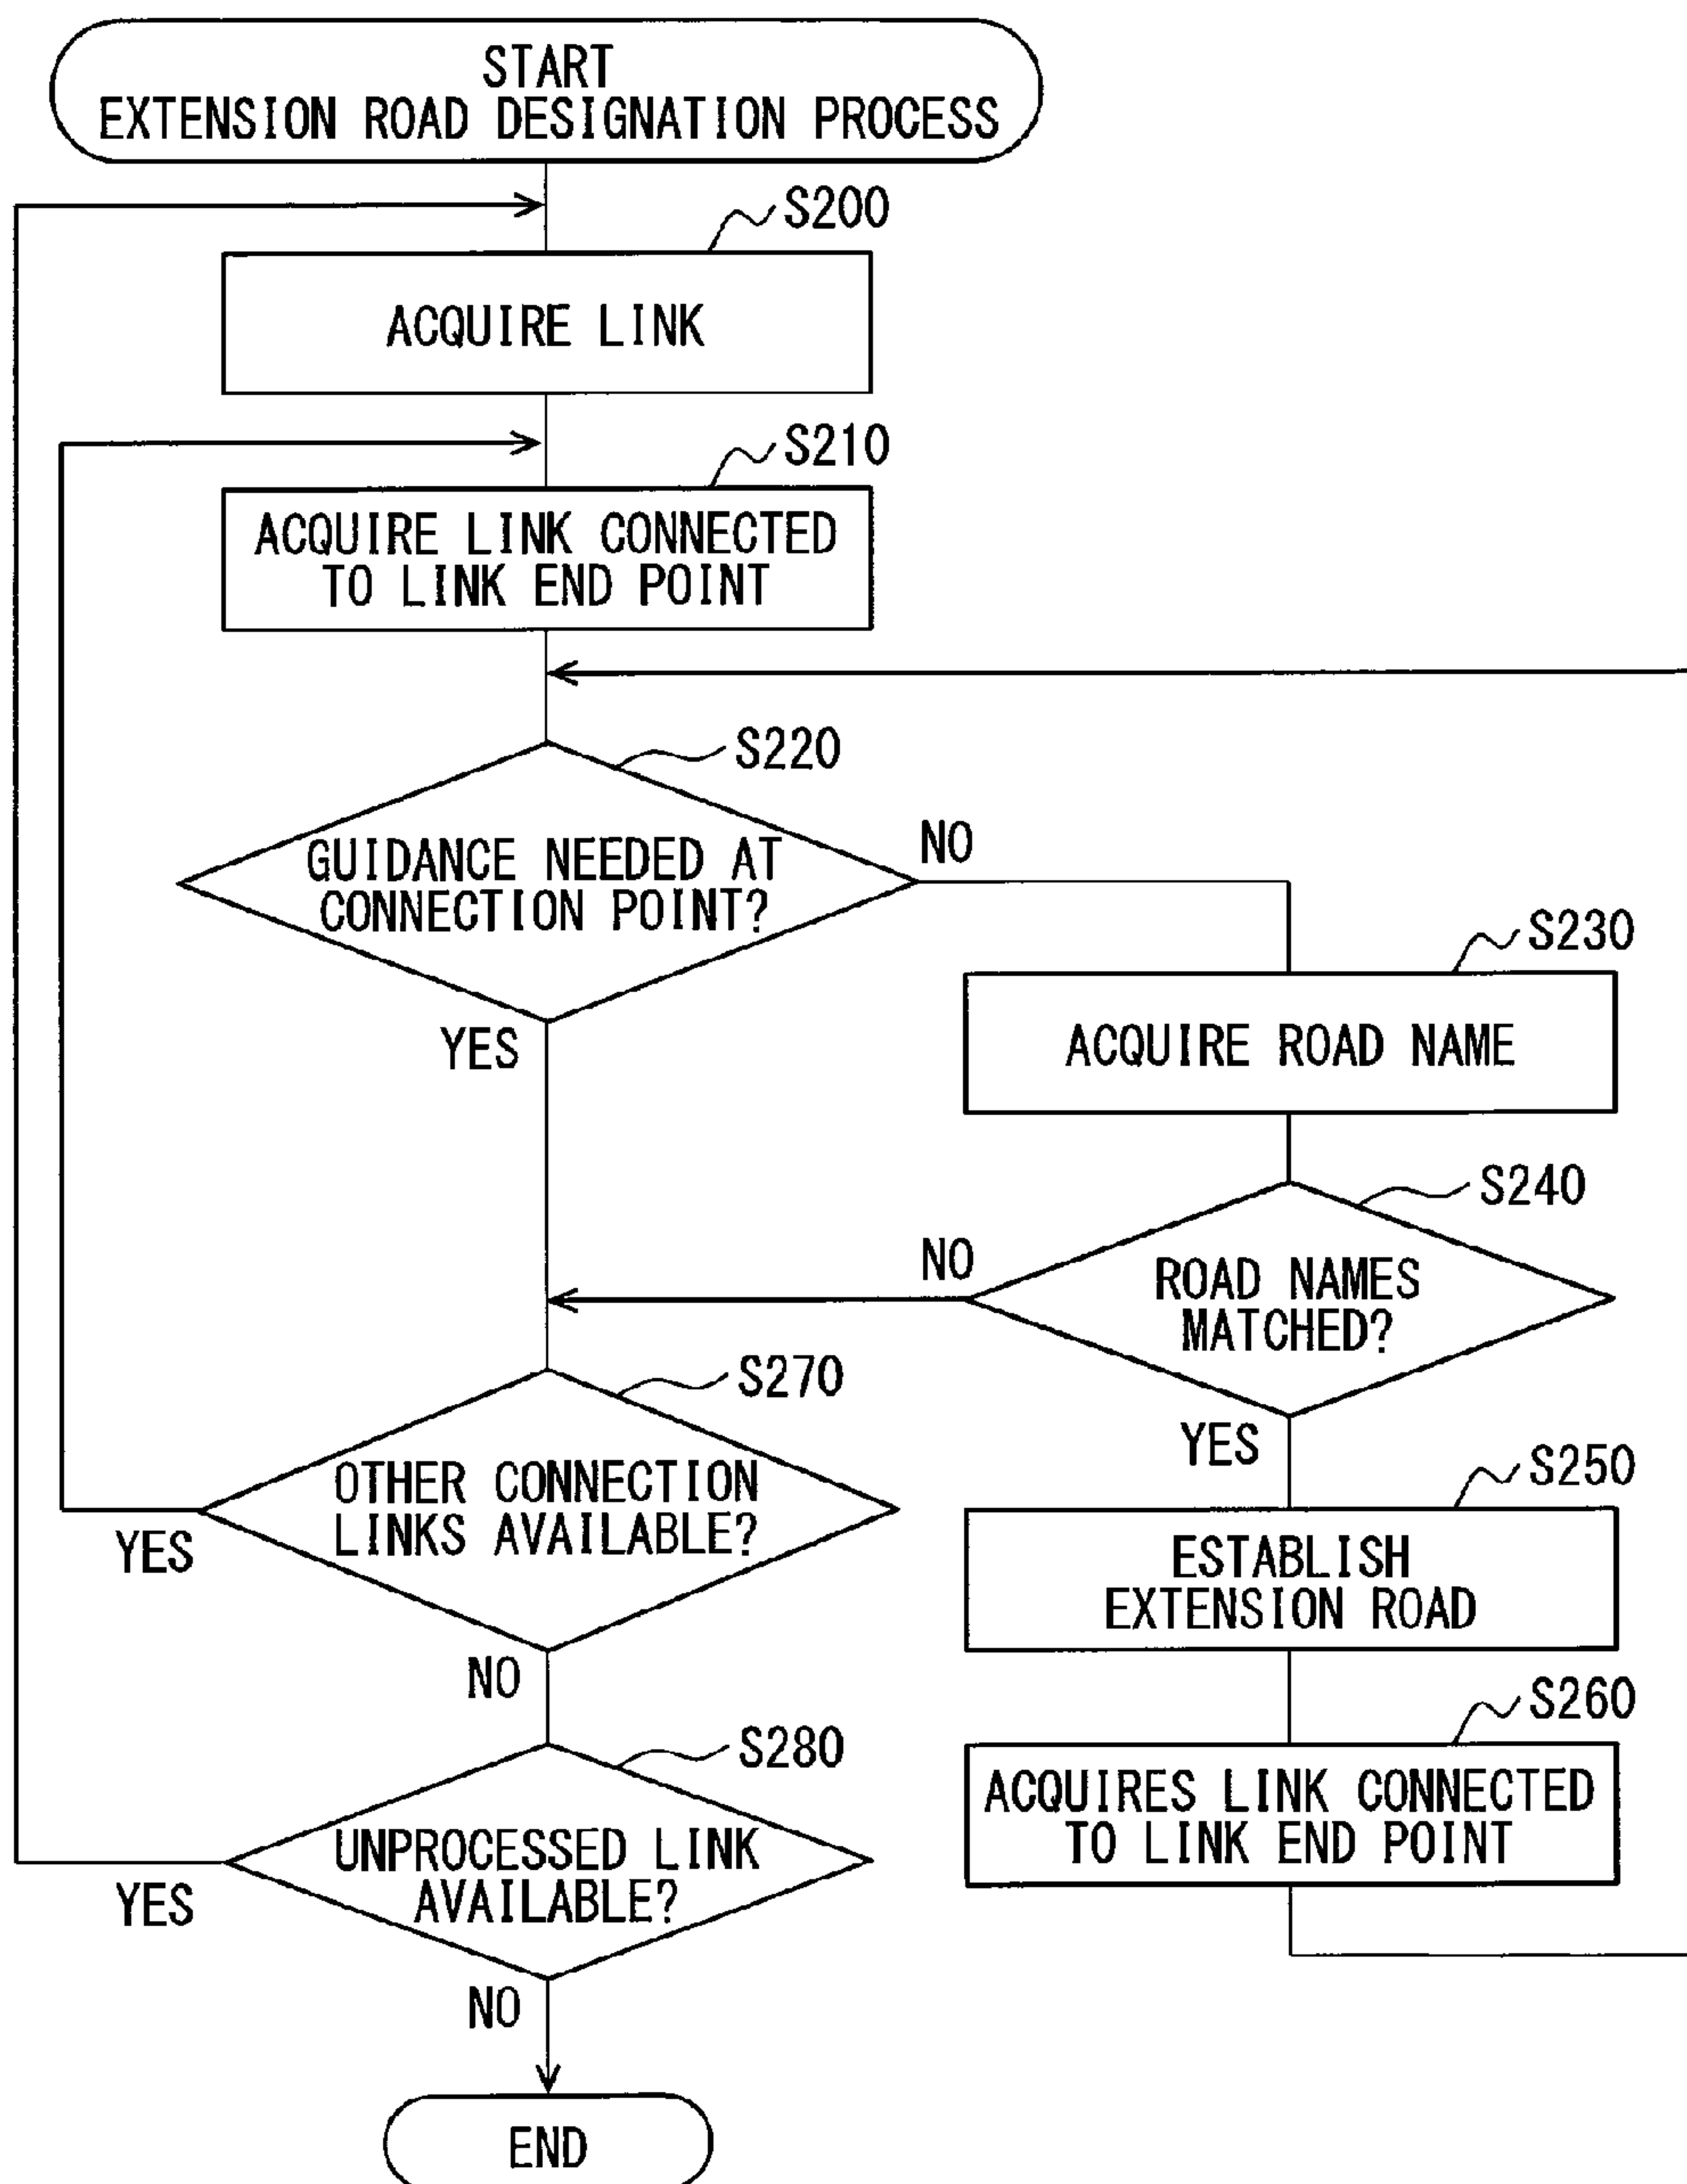 START
EXTENSION ROAD DESIGNATION PROCESS
S200
ACQUIRE LINK
S210
ACQUIRE LINK CONNECTED
TO LINK END POINT
S220
GUIDANCE NEEDED AT
CONNECTION POINT?
NO
YES
S230
ACQUIRE ROAD NAME
S240
ROAD NAMES
MATCHED?
NO
YES
S250
ESTABLISH
EXTENSION ROAD
S260
ACQUIRES LINK CONNECTED
TO LINK END POINT
S270
OTHER CONNECTION
LINKS AVAILABLE?
YES
NO
S280
UNPROCESSED LINK
AVAILABLE?
YES
NO
END